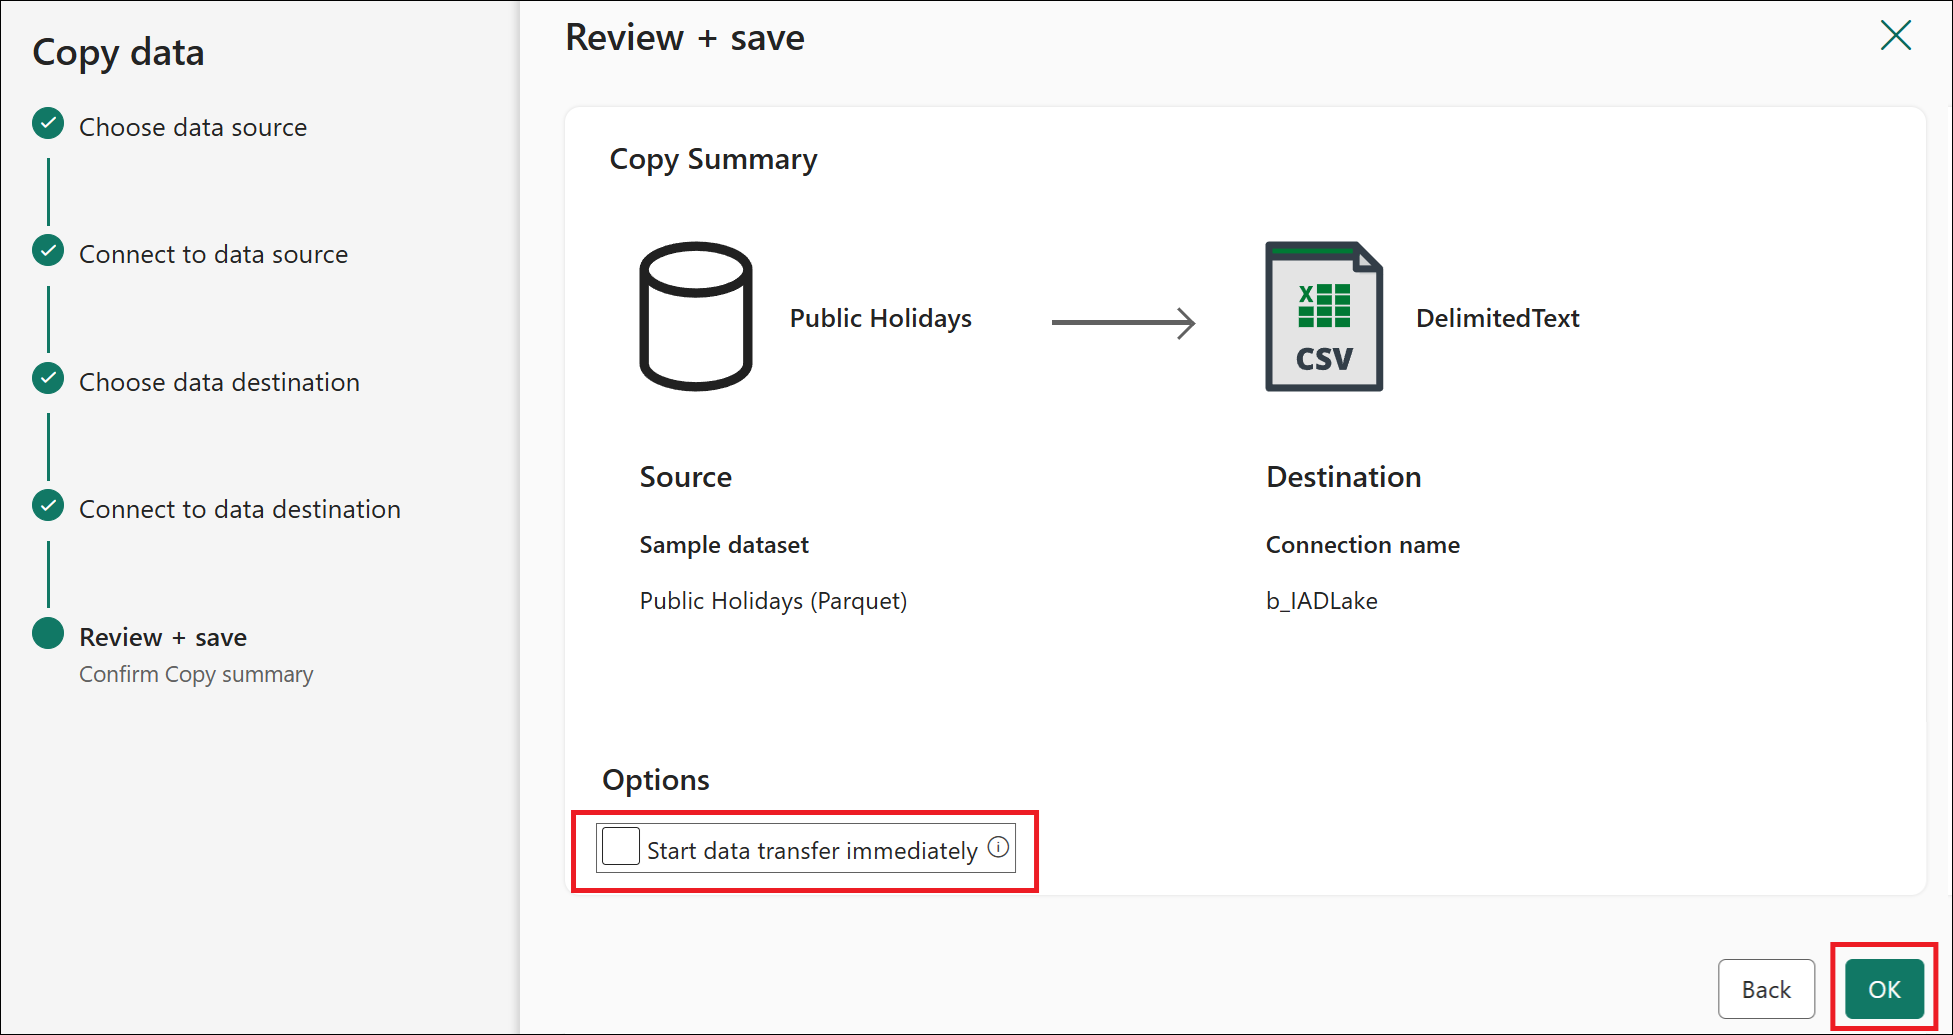 Copy data
Choose data source
Connect to data source
Choose data destination
Connect to data destination
Review + save
Confirm Copy summary
Review + save
Copy Summary
Public Holidays
X
CSV
DelimitedText
Source
Destination
Sample dataset
Connection name
Public Holidays (Parquet)
b_IADLake
Options
Start data transfer immediately
Back
OK